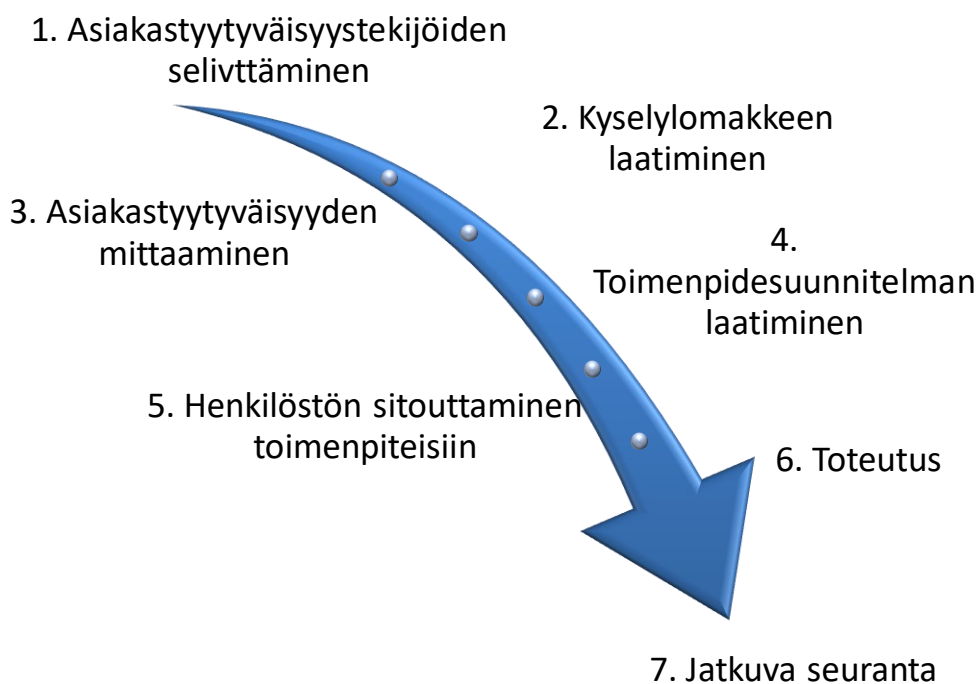 1. Asiakastyytyväisyystekijöiden
selivttäminen
2. Kyselylomakkeen
laatiminen
3. Asiakastyytyväisyyden
mittaaminen
4.
Toimenpidesuunnitelman
laatiminen
5. Henkilöstön sitouttaminen
toimenpiteisiin
6. Toteutus
7. Jatkuva seuranta